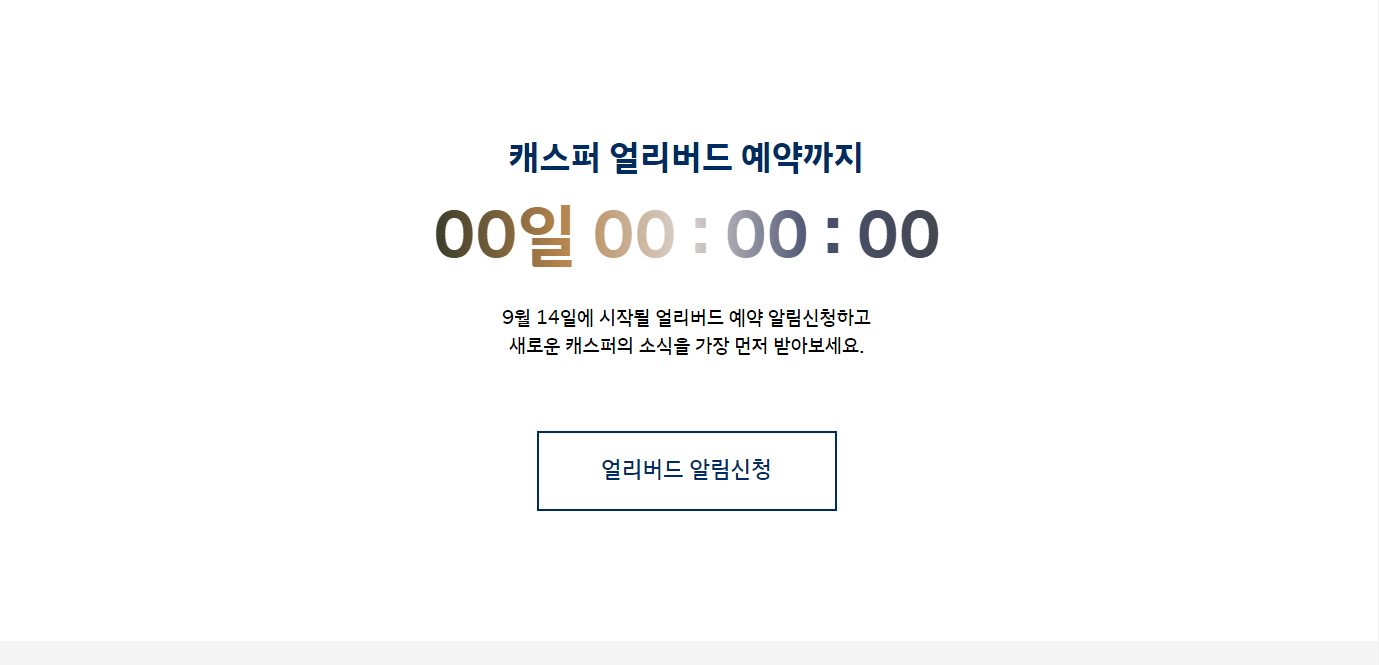 캐스퍼 얼리버드 예약까지
00일 00 : 00 : 00
9월 14일에 시작될 얼리버드 예약 알림신청하고
새로운 캐스퍼의 소식을 가장 먼저 받아보세요.
얼리버드 알림신청